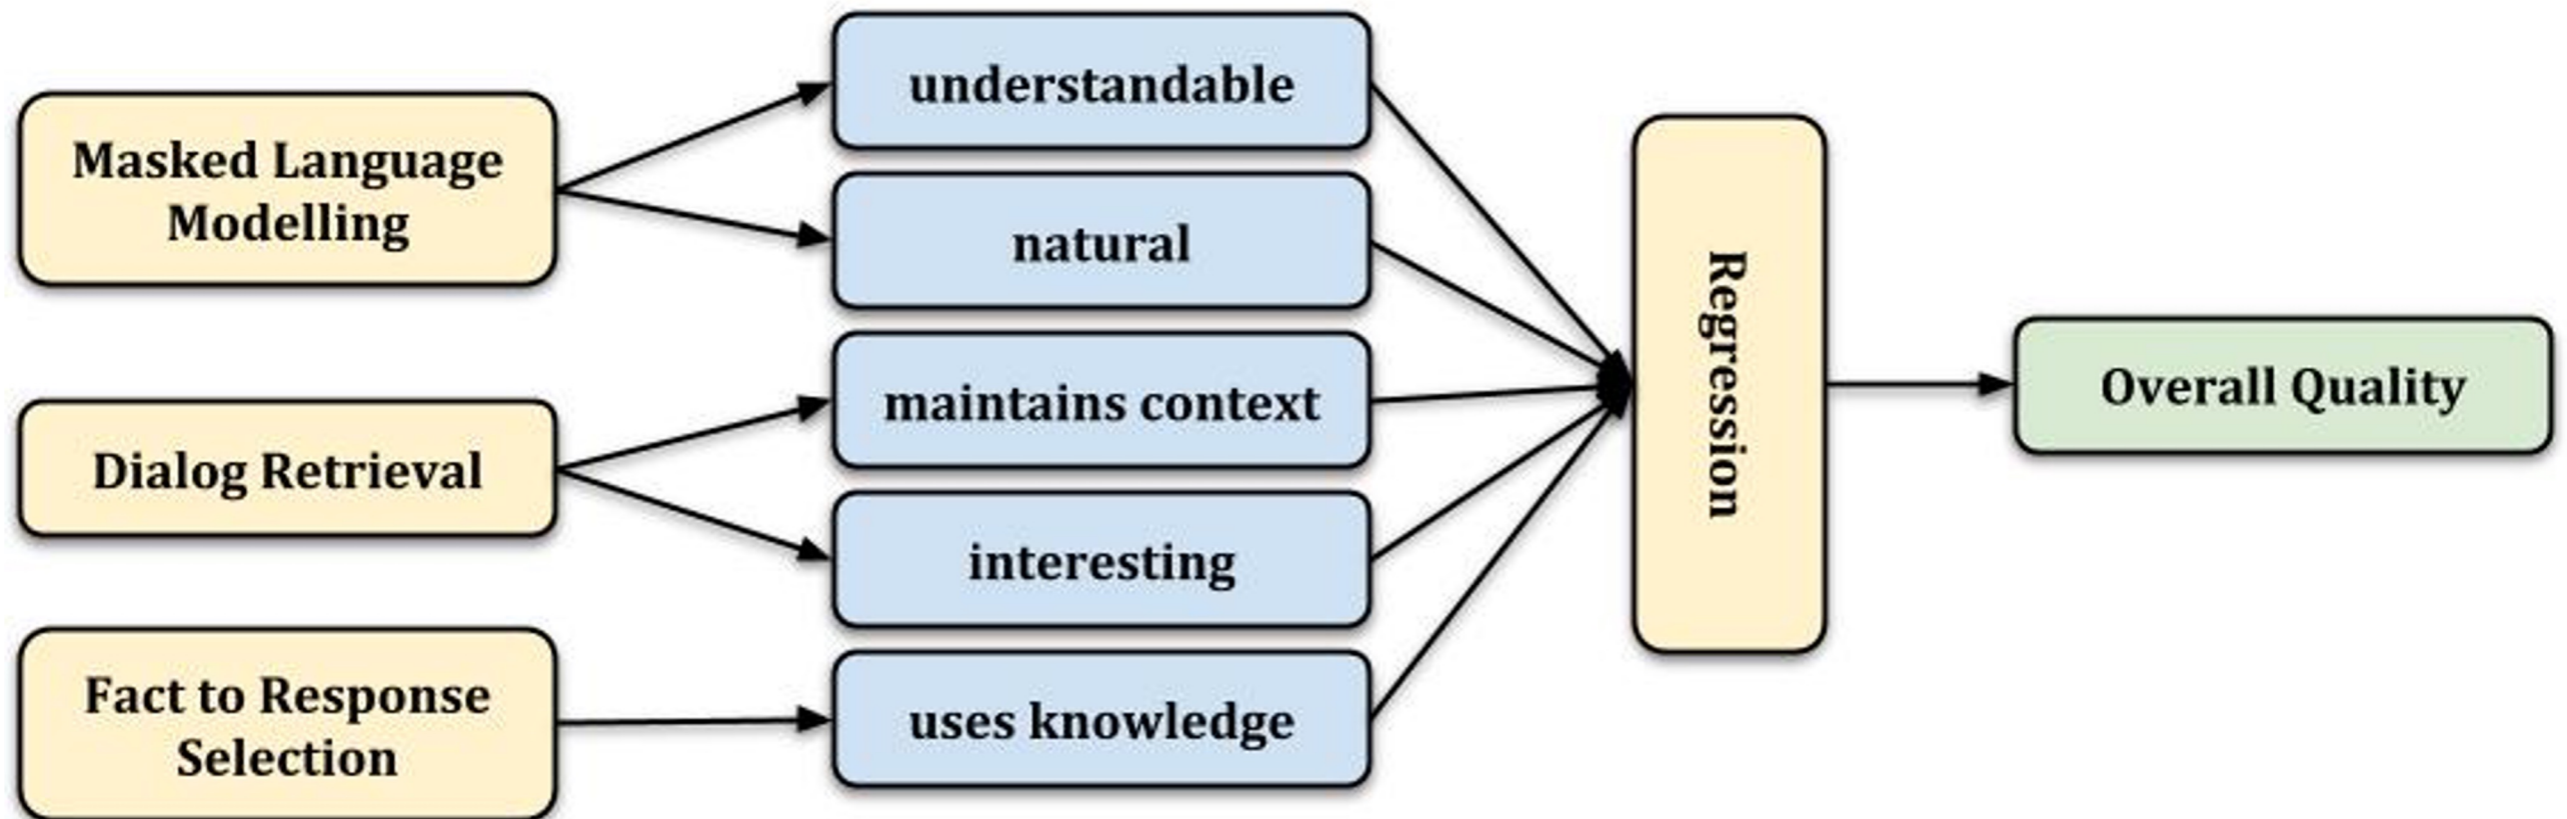 Masked Language
Modelling
Dialog Retrieval
Fact to Response
Selection
understandable
natural
maintains context
interesting
uses knowledge
Regression
Overall Quality